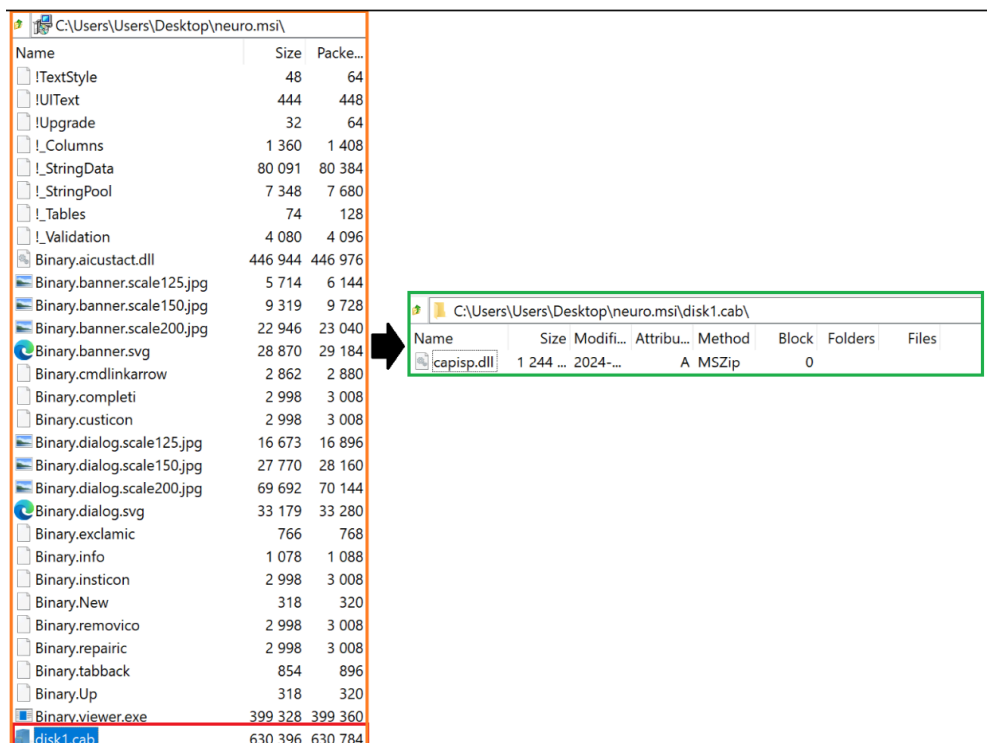 C:\Users\Users\Desktop\neuro.msi\
Name Size Packe...
!TextStyle 48 64
!UIText 444 448
!Upgrade 32 64
!_Columns 1 360 1 408
!_StringData 80 091 80 384
!_StringPool 7 348 7 680
!_Tables 74 128
!_Validation 4 080 4 096
Binary.aicustact.dll 446 944 446 976
Binary.banner.scale125.jpg 5 714 6 144
Binary.banner.scale150.jpg 9 319 9 728
Binary.banner.scale200.jpg 22 946 23 040
Binary.banner.svg 28 870 29 184
Binary.cmdlinkarrow 2 862 2 880
Binary.completi 2 998 3 008
Binary.custicon 2 998 3 008
Binary.dialog.scale125.jpg 16 673 16 896
Binary.dialog.scale150.jpg 27 770 28 160
Binary.dialog.scale200.jpg 69 692 70 144
Binary.dialog.svg 33 179 33 280
Binary.exclamic 766 768
Binary.info 1 078 1 088
Binary.insticon 2 998 3 008
Binary.New 318 320
Binary.removico 2 998 3 008
Binary.repairic 2 998 3 008
Binary.tabback 854 896
Binary.Up 318 320
Binary.viewer.exe 399 328 399 360
disk1.cab 630 396 630 784
C:\Users\Users\Desktop\neuro.msi\disk1.cab\
Name Size Modifi... Attribu... Method Block Folders Files
capisp.dll 1 244 ... 2024-... A MSZip 0